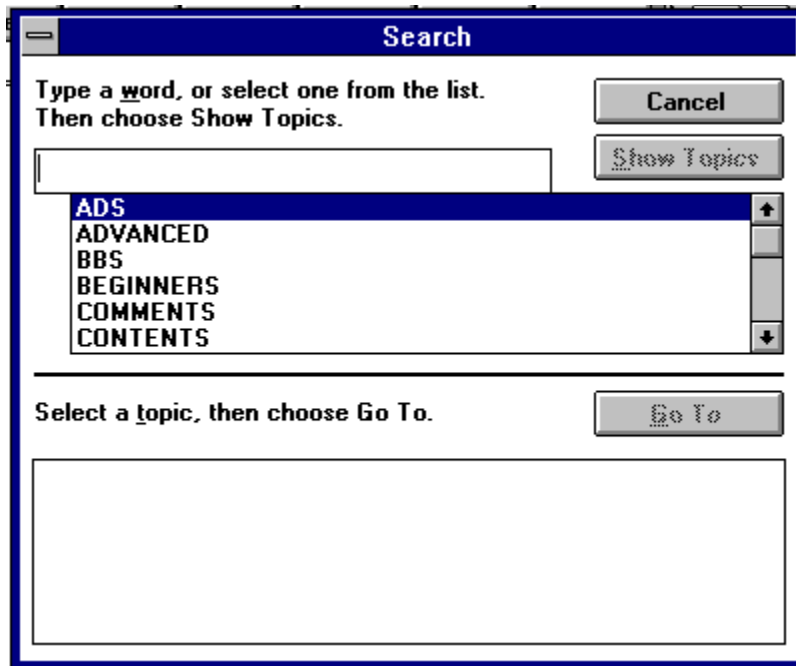 Search
Type a word, or select one from the list.
Then choose Show Topics.
Cancel
Show Topics
ADS
ADVANCED
BBS
BEGINNERS
COMMENTS
CONTENTS
Select a topic, then choose Go To.
Go To